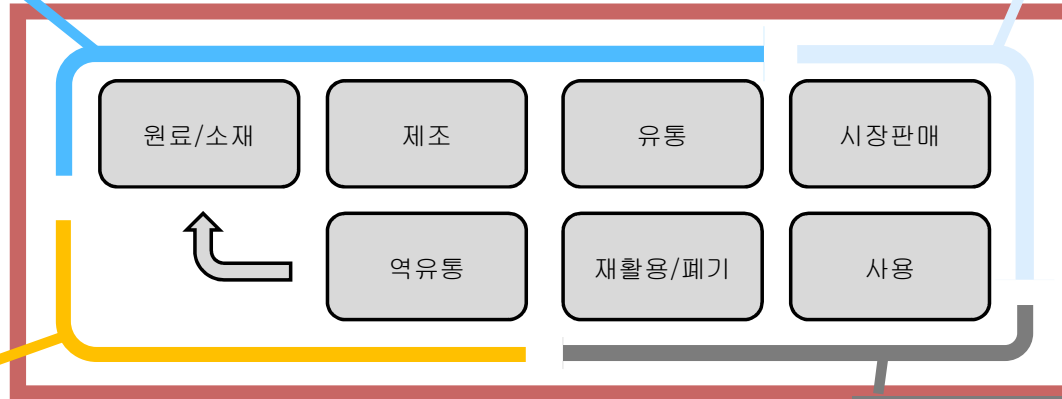 원료/소재
제조
유통
시장판매
역유통
재활용/폐기
사용